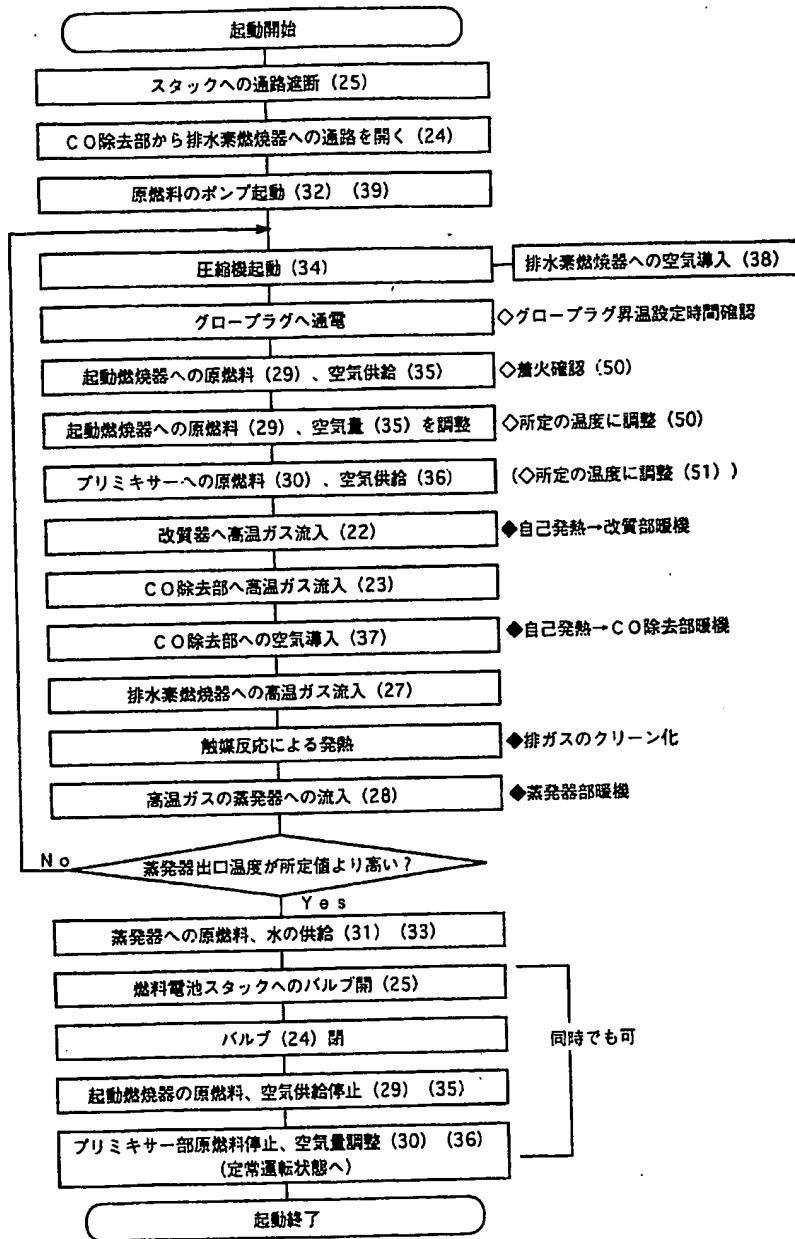 起動開始
スタックへの通路遮断 (25)
CO除去部から排水素燃焼器への通路を開く (24)
原燃料のポンプ起動 (32) (39)
圧縮機起動 (34)
排水素燃焼器への空気導入 (38)
グロープラグへ通電
◇グロープラグ昇温設定時間確認
起動燃焼器への原燃料 (29) 、空気供給 (35)
◇着火確認 (50)
起動燃焼器への原燃料 (29) 、空気量 (35) を調整
◇所定の温度に調整 (50)
プリミキサーへの原燃料 (30) 、空気供給 (36)
(◇所定の温度に調整 (51) )
改質器へ高温ガス流入 (22)
◆自己発熱→改質部暖機
CO除去部へ高温ガス流入 (23)
CO除去部への空気導入 (37)
◆自己発熱→CO除去部暖機
排水素燃焼器への高温ガス流入 (27)
触媒反応による発熱
◆排ガスのクリーン化
高温ガスの蒸発器への流入 (28)
◆蒸発器部暖機
No
蒸発器出口温度が所定値より高い?
Yes
蒸発器への原燃料、水の供給 (31) (33)
燃料電池スタックへのバルブ開 (25)
バルブ (24) 閉
同時でも可
起動燃焼器の原燃料、空気供給停止 (29) (35)
プリミキサー部原燃料停止、空気量調整 (30) (36)
(定常運転状態へ)
起動終了